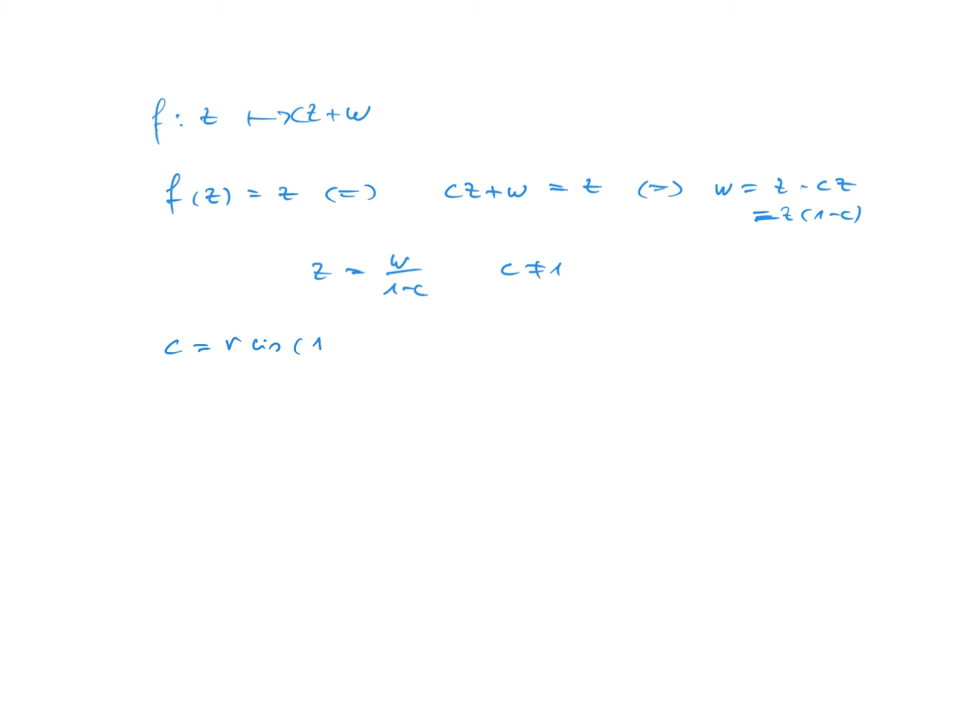 f: z ↦ cz+w
f(z) = z (=) cz+w = z (=) w = z - cz
= z(1-c)
z = w/(1-c) c ≠ 1
c = r cis( 1